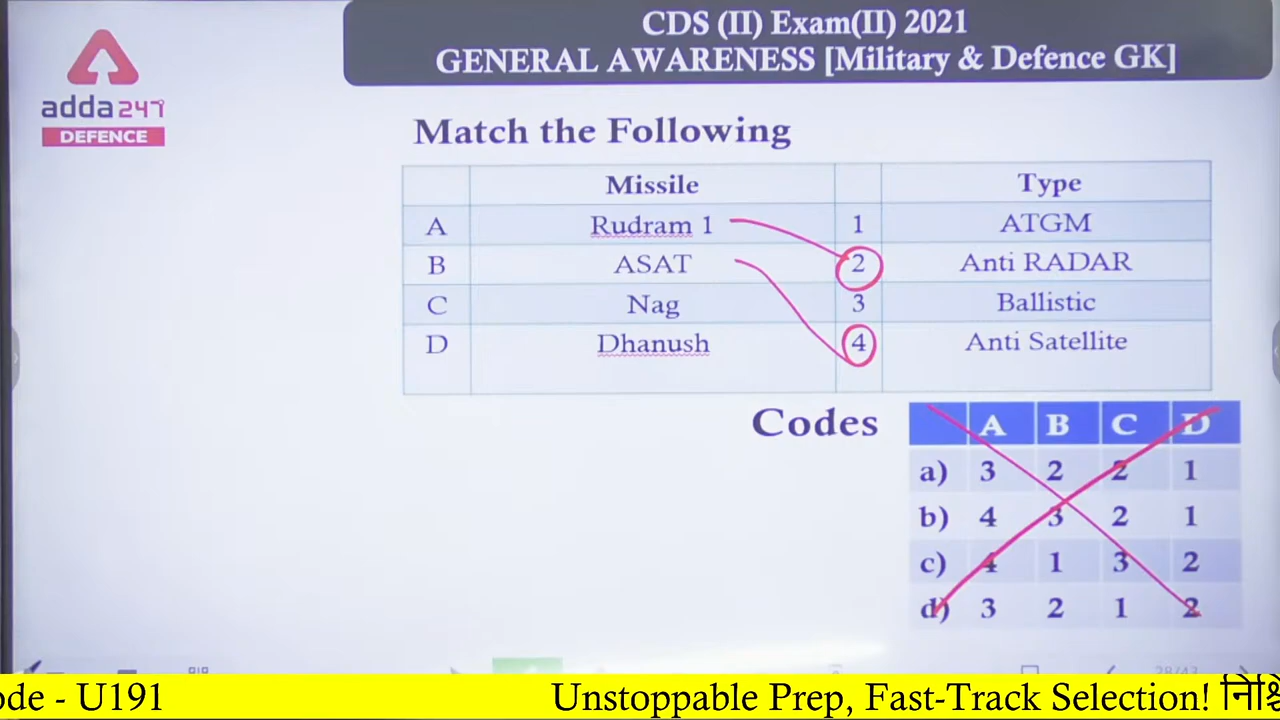 CDS (II) Exam(II) 2021
GENERAL AWARENESS [Military & Defence GK]
adda247
DEFENCE
Match the Following
Missile Type
A Rudram 1 1 ATGM
B ASAT 2 Anti RADAR
C Nag 3 Ballistic
D Dhanush 4 Anti Satellite
Codes
A B C D
a) 3 2 2 1
b) 4 3 2 1
c) 4 1 3 2
d) 3 2 1 2
28/43
ode - U191 Unstoppable Prep, Fast-Track Selection!